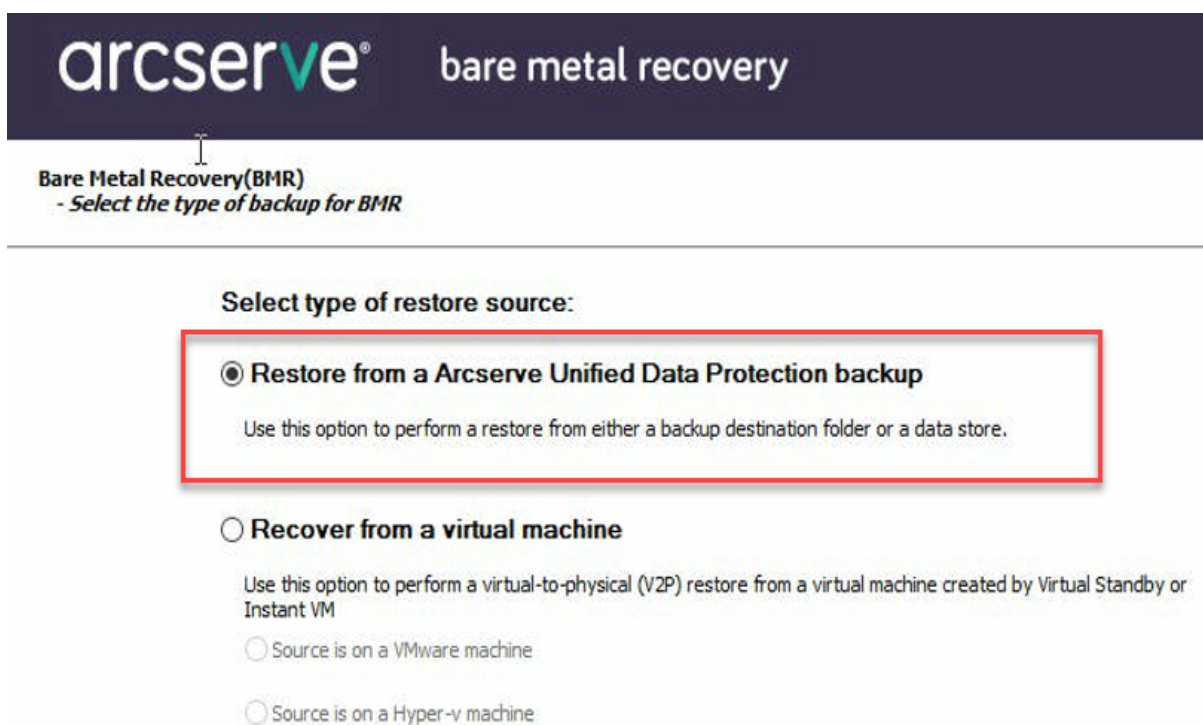 arcserve® bare metal recovery
Bare Metal Recovery(BMR)
- Select the type of backup for BMR
Select type of restore source:
Restore from a Arcserve Unified Data Protection backup
Use this option to perform a restore from either a backup destination folder or a data store.
Recover from a virtual machine
Use this option to perform a virtual-to-physical (V2P) restore from a virtual machine created by Virtual Standby or
Instant VM
Source is on a VMware machine
Source is on a Hyper-v machine